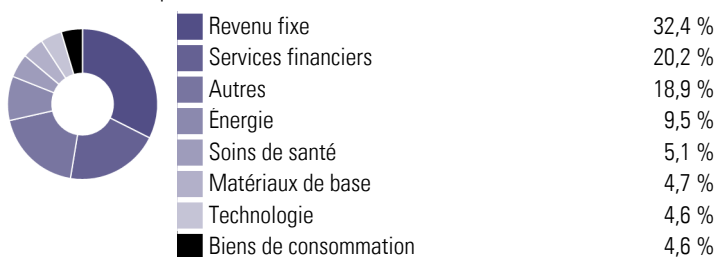 Revenu fixe 32,4 %
Services financiers 20,2 %
Autres 18,9 %
Énergie 9,5 %
Soins de santé 5,1 %
Matériaux de base 4,7 %
Technologie 4,6 %
Biens de consommation 4,6 %